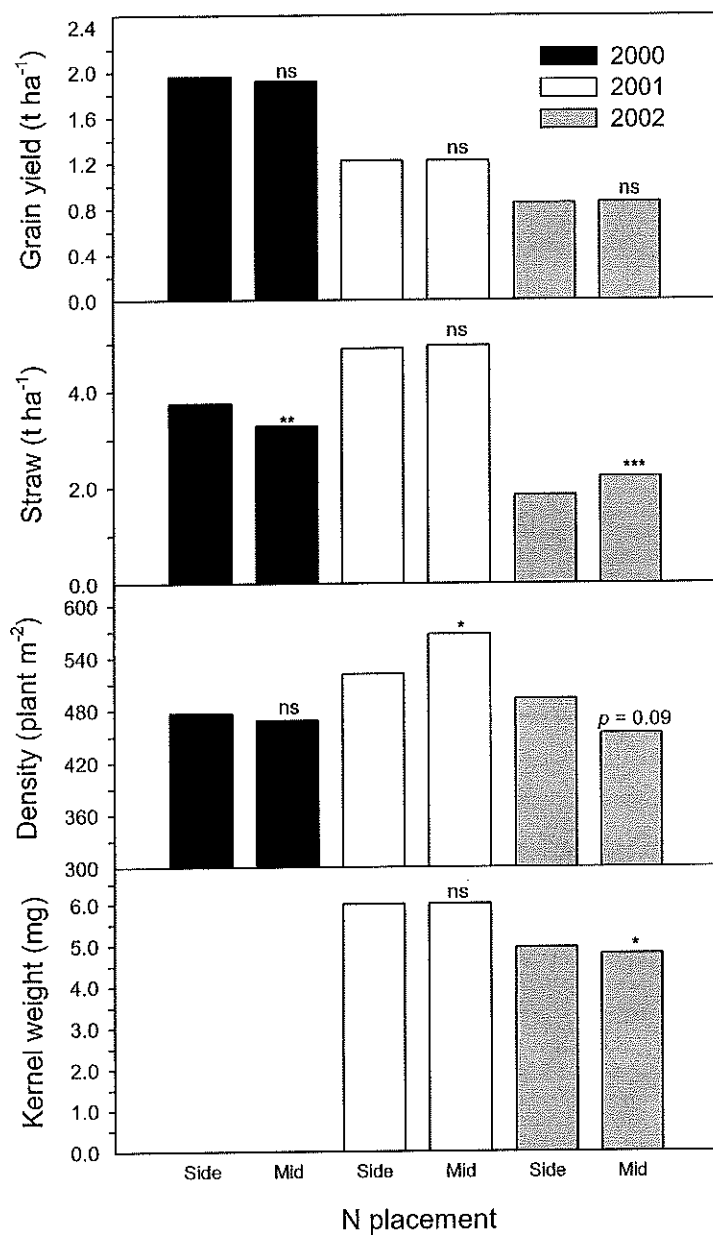 Grain yield (t ha⁻¹)
2.4
2.0
1.6
1.2
0.8
0.4
0.0
ns
ns
ns
2000
2001
2002
Straw (t ha⁻¹)
4.0
2.0
0.0
**
ns
***
Density (plant m⁻²)
600
540
480
420
360
300
ns
*
p = 0.09
Kernel weight (mg)
6.0
5.0
4.0
3.0
2.0
1.0
0.0
ns
*
Side Mid Side Mid Side Mid
N placement